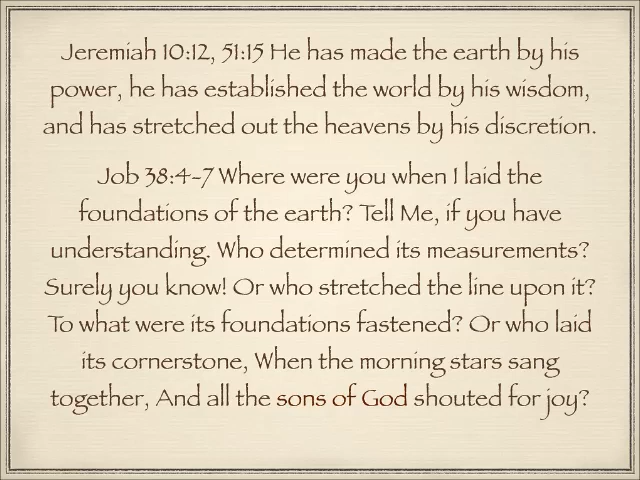 Jeremiah 10:12, 51:15 He has made the earth by his
power, he has established the world by his wisdom,
and has stretched out the heavens by his discretion.
Job 38:4-7 Where were you when I laid the
foundations of the earth? Tell Me, if you have
understanding. Who determined its measurements?
Surely you know! Or who stretched the line upon it?
To what were its foundations fastened? Or who laid
its cornerstone, When the morning stars sang
together, And all the sons of God shouted for joy?